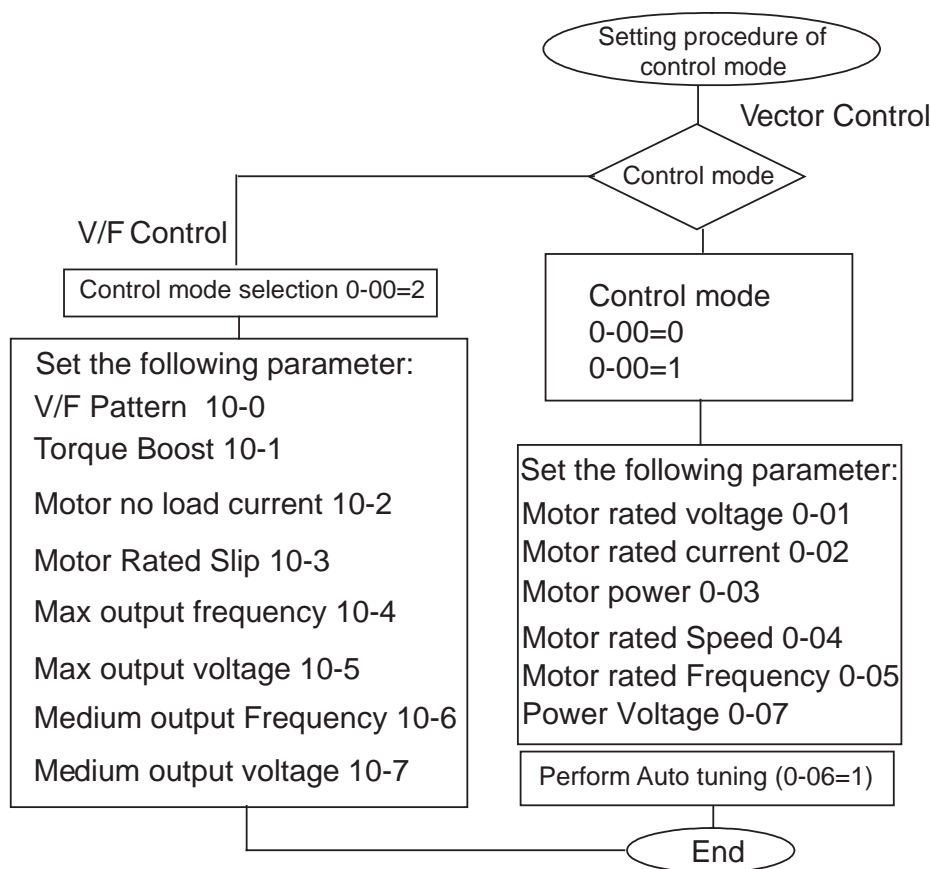 Setting procedure of
control mode
Vector Control
Control mode
V/F Control
Control mode selection 0-00=2
Set the following parameter:
V/F Pattern 10-0
Torque Boost 10-1
Motor no load current 10-2
Motor Rated Slip 10-3
Max output frequency 10-4
Max output voltage 10-5
Medium output Frequency 10-6
Medium output voltage 10-7
Control mode
0-00=0
0-00=1
Set the following parameter:
Motor rated voltage 0-01
Motor rated current 0-02
Motor power 0-03
Motor rated Speed 0-04
Motor rated Frequency 0-05
Power Voltage 0-07
Perform Auto tuning (0-06=1)
End